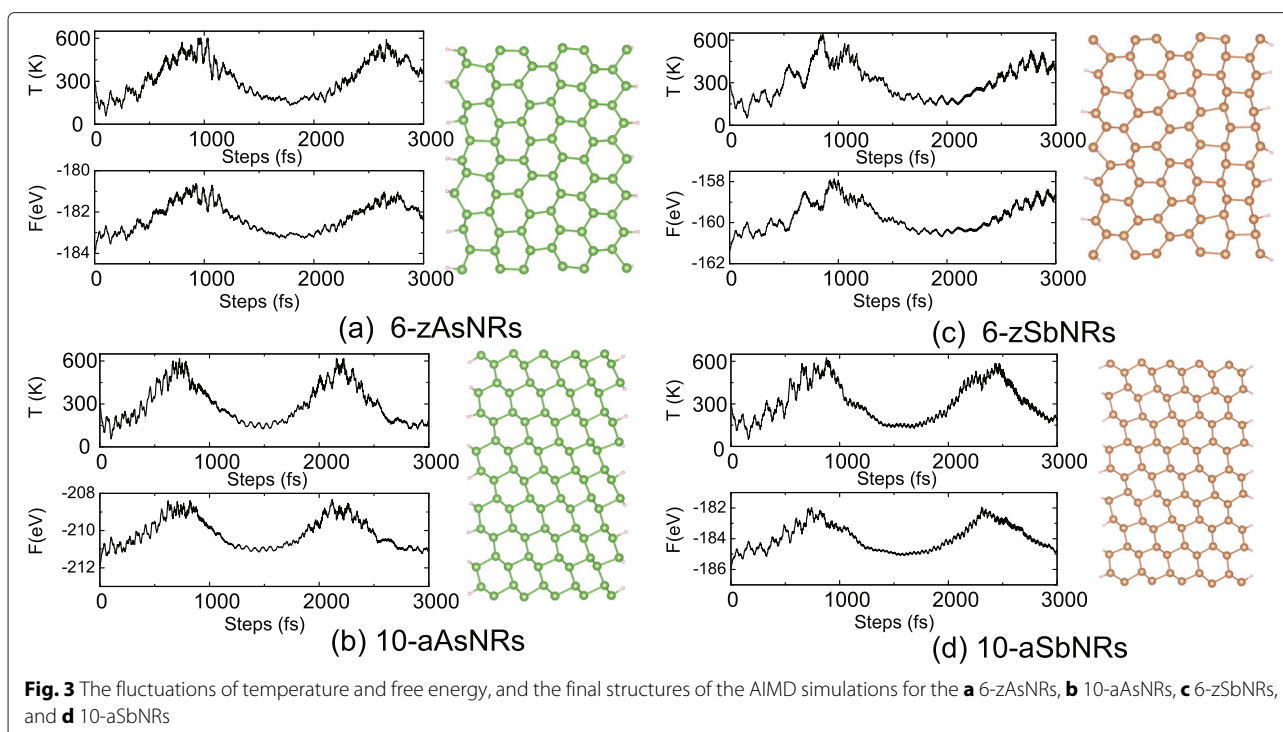 600
300
0
T (K)
0 1000 2000 3000
Steps (fs)
-180
-182
-184
F(eV)
0 1000 2000 3000
Steps (fs)
(a) 6-zAsNRs
600
300
0
T (K)
0 1000 2000 3000
Steps (fs)
-158
-160
-162
F(eV)
0 1000 2000 3000
Steps (fs)
(c) 6-zSbNRs
600
300
0
T (K)
0 1000 2000 3000
Steps (fs)
-208
-210
-212
F(eV)
0 1000 2000 3000
Steps (fs)
(b) 10-aAsNRs
600
300
0
T (K)
0 1000 2000 3000
Steps (fs)
-182
-184
-186
F(eV)
0 1000 2000 3000
Steps (fs)
(d) 10-aSbNRs
Fig. 3 The fluctuations of temperature and free energy, and the final structures of the AIMD simulations for the a 6-zAsNRs, b 10-aAsNRs, c 6-zSbNRs,
and d 10-aSbNRs